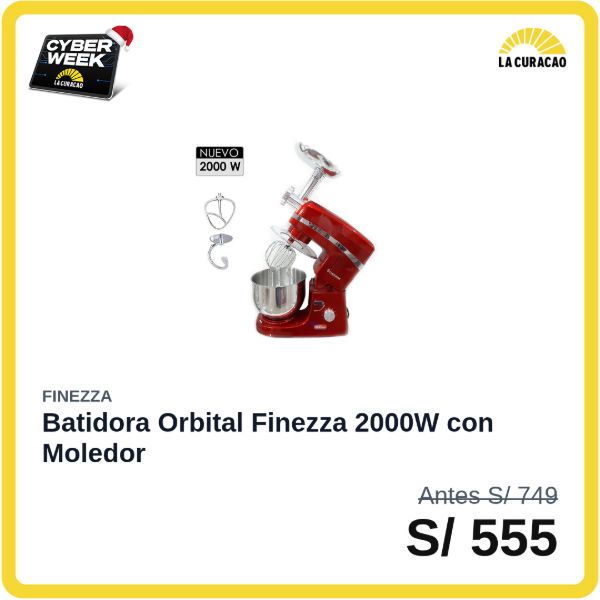 CYBER
WEEK
LA CURACAO
LA CURACAO
NUEVO
2000 W
FINEZZA
Batidora Orbital Finezza 2000W con
Moledor
Antes S/ 749
S/ 555